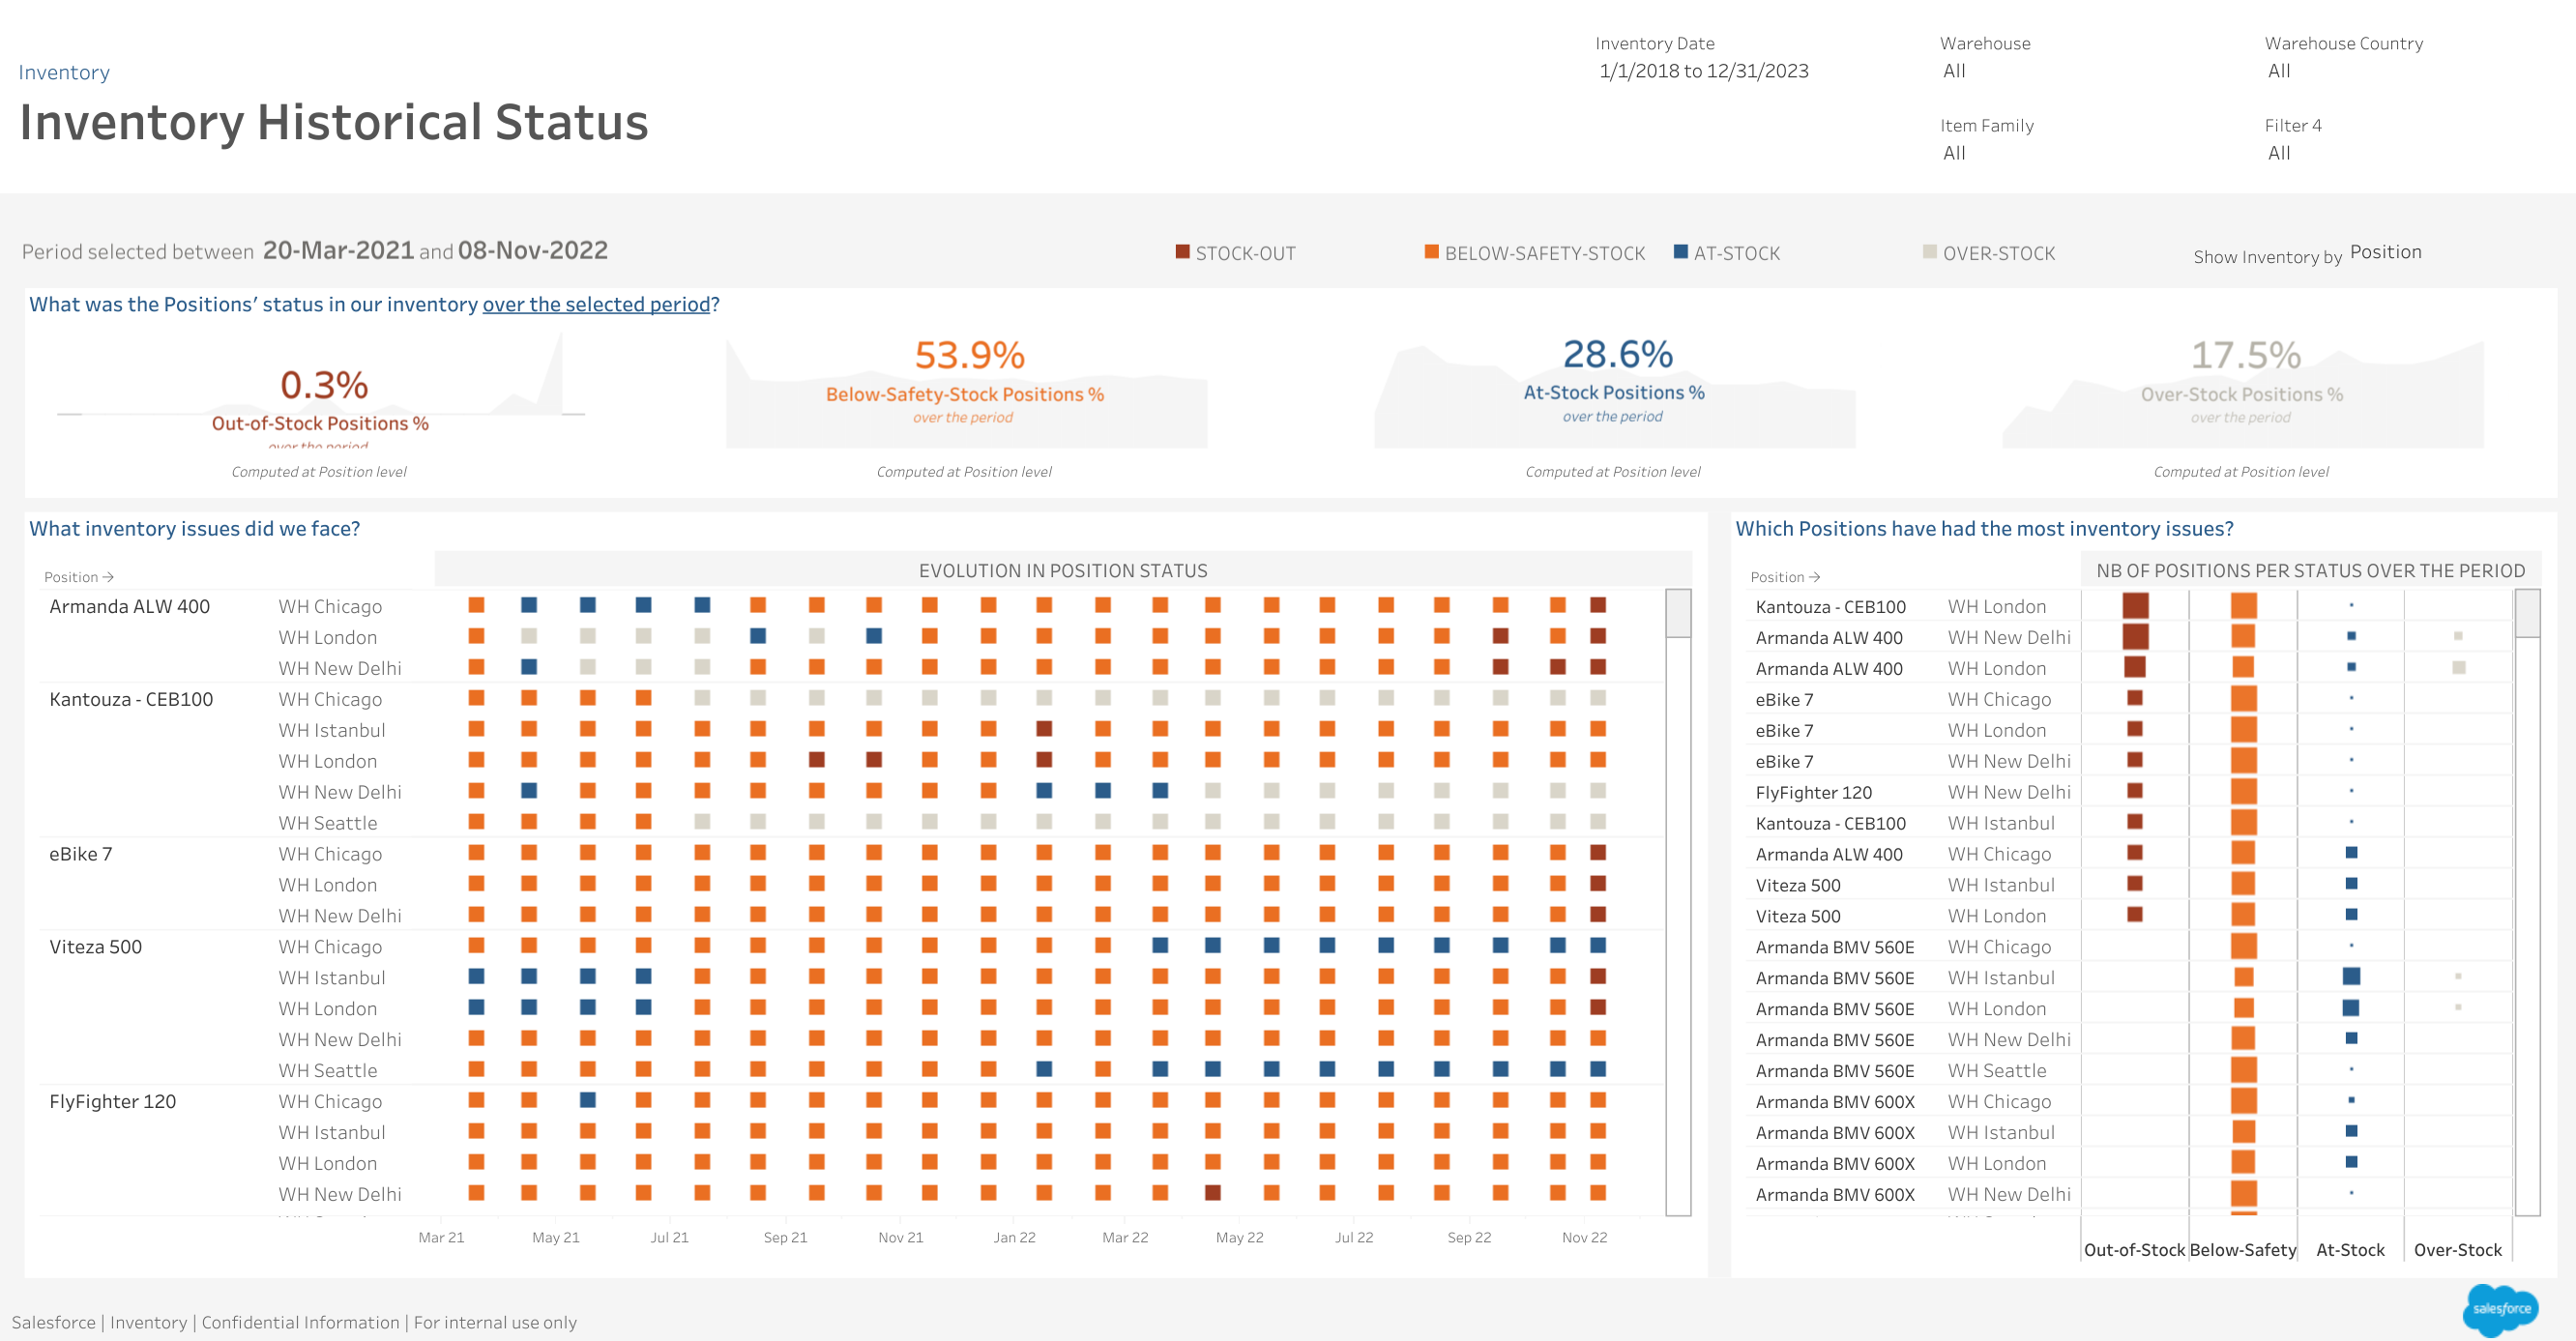 Inventory
Inventory Historical Status
Inventory Date
1/1/2018 to 12/31/2023
Warehouse
All
Warehouse Country
All
Item Family
All
Filter 4
All
Period selected between 20-Mar-2021 and 08-Nov-2022
STOCK-OUT
BELOW-SAFETY-STOCK
AT-STOCK
OVER-STOCK
Show Inventory by Position
What was the Positions' status in our inventory over the selected period?
0.3%
Out-of-Stock Positions %
over the period
Computed at Position level
53.9%
Below-Safety-Stock Positions %
over the period
Computed at Position level
28.6%
At-Stock Positions %
over the period
Computed at Position level
17.5%
Over-Stock Positions %
over the period
Computed at Position level
What inventory issues did we face?
Position →
EVOLUTION IN POSITION STATUS
Armanda ALW 400 WH Chicago
WH London
WH New Delhi
Kantouza - CEB100 WH Chicago
WH Istanbul
WH London
WH New Delhi
WH Seattle
eBike 7 WH Chicago
WH London
WH New Delhi
Viteza 500 WH Chicago
WH Istanbul
WH London
WH New Delhi
WH Seattle
FlyFighter 120 WH Chicago
WH Istanbul
WH London
WH New Delhi
Mar 21 May 21 Jul 21 Sep 21 Nov 21 Jan 22 Mar 22 May 22 Jul 22 Sep 22 Nov 22
Which Positions have had the most inventory issues?
Position →
NB OF POSITIONS PER STATUS OVER THE PERIOD
Kantouza - CEB100 WH London
Armanda ALW 400 WH New Delhi
Armanda ALW 400 WH London
eBike 7 WH Chicago
eBike 7 WH London
eBike 7 WH New Delhi
FlyFighter 120 WH New Delhi
Kantouza - CEB100 WH Istanbul
Armanda ALW 400 WH Chicago
Viteza 500 WH Istanbul
Viteza 500 WH London
Armanda BMV 560E WH Chicago
Armanda BMV 560E WH Istanbul
Armanda BMV 560E WH London
Armanda BMV 560E WH New Delhi
Armanda BMV 560E WH Seattle
Armanda BMV 600X WH Chicago
Armanda BMV 600X WH Istanbul
Armanda BMV 600X WH London
Armanda BMV 600X WH New Delhi
Out-of-Stock Below-Safety At-Stock Over-Stock
Salesforce | Inventory | Confidential Information | For internal use only
salesforce